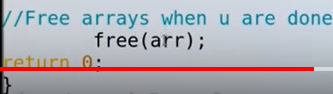 //Free arrays when u are done
free(arr);
return 0;
}